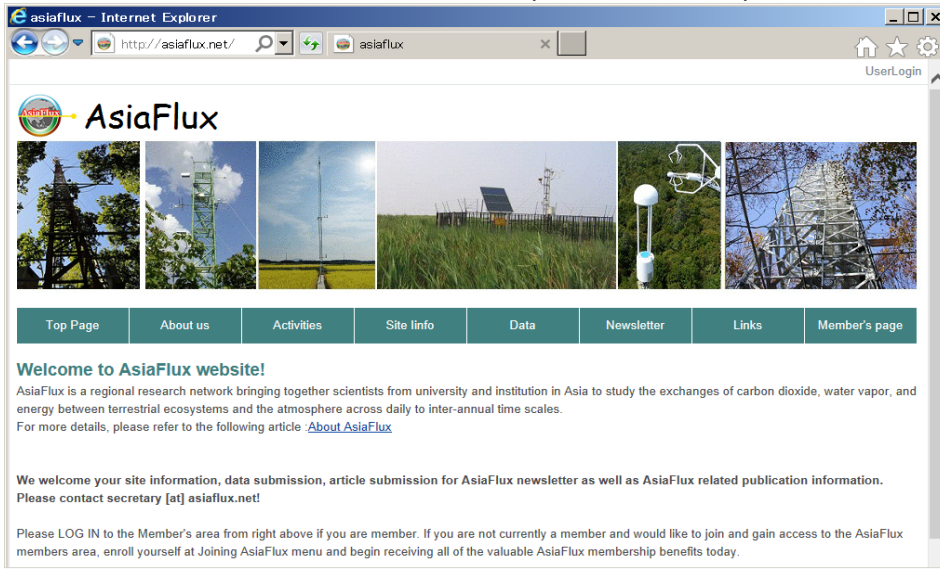 asiaflux - Internet Explorer
http://asiaflux.net/
asiaflux
UserLogin
AsiaFlux
AsiaFlux
Top Page
About us
Activities
Site Iinfo
Data
Newsletter
Links
Member's page
Welcome to AsiaFlux website!
AsiaFlux is a regional research network bringing together scientists from university and institution in Asia to study the exchanges of carbon dioxide, water vapor, and
energy between terrestrial ecosystems and the atmosphere across daily to inter-annual time scales.
For more details, please refer to the following article :About AsiaFlux
We welcome your site information, data submission, article submission for AsiaFlux newsletter as well as AsiaFlux related publication information.
Please contact secretary [at] asiaflux.net!
Please LOG IN to the Member's area from right above if you are member. If you are not currently a member and would like to join and gain access to the AsiaFlux
members area, enroll yourself at Joining AsiaFlux menu and begin receiving all of the valuable AsiaFlux membership benefits today.